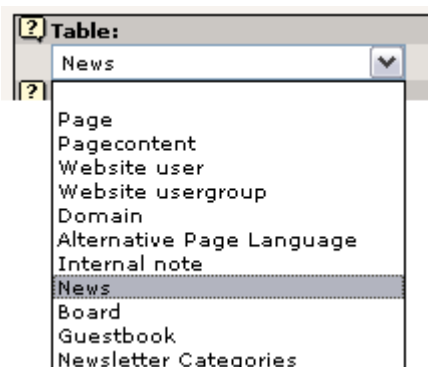 ? Table:
News
?
Page
Pagecontent
Website user
Website usergroup
Domain
Alternative Page Language
Internal note
News
Board
Guestbook
Newsletter Categories